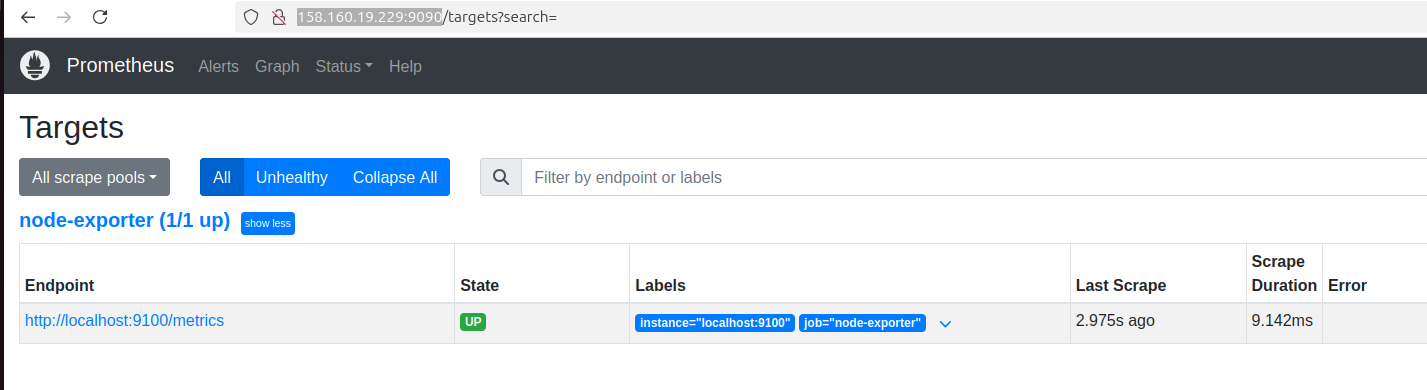 158.160.19.229:9090/targets?search=
Prometheus Alerts Graph Status Help
Targets
All scrape pools All Unhealthy Collapse All Filter by endpoint or labels
node-exporter (1/1 up) show less
Endpoint State Labels Last Scrape Scrape Duration Error
http://localhost:9100/metrics UP instance="localhost:9100" job="node-exporter" 2.975s ago 9.142ms